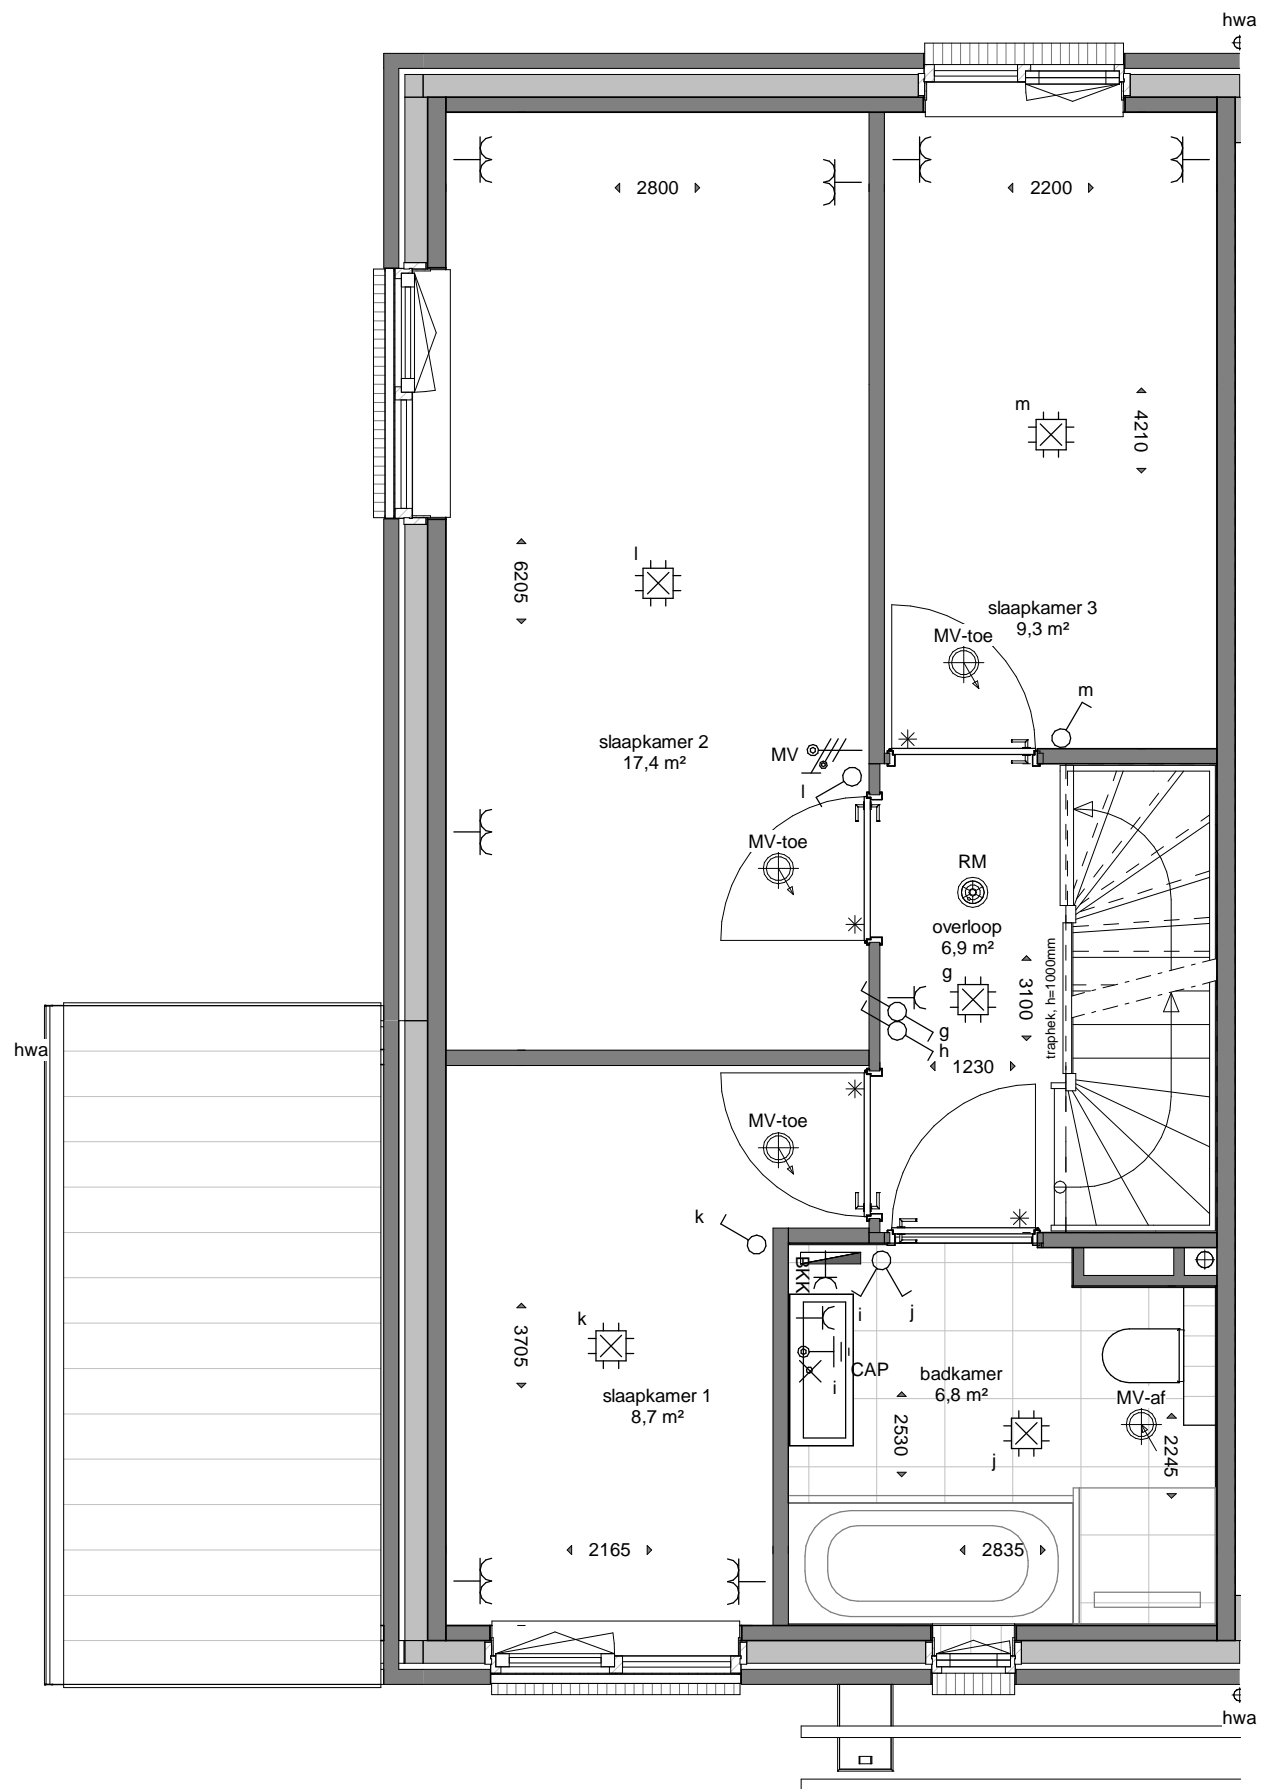 hwa
2800
2200
m
4210
l
6205
slaapkamer 3
9,3 m²
MV-toe
m
slaapkamer 2
17,4 m²
MV
l
MV-toe
RM
overloop
6,9 m²
g
3100
traphek, h=1000mm
g
h
1230
hwa
MV-toe
k
BKK
i
j
k
3705
CAP
i
badkamer
6,8 m²
slaapkamer 1
8,7 m²
MV-af
2530
2245
j
2165
2835
hwa